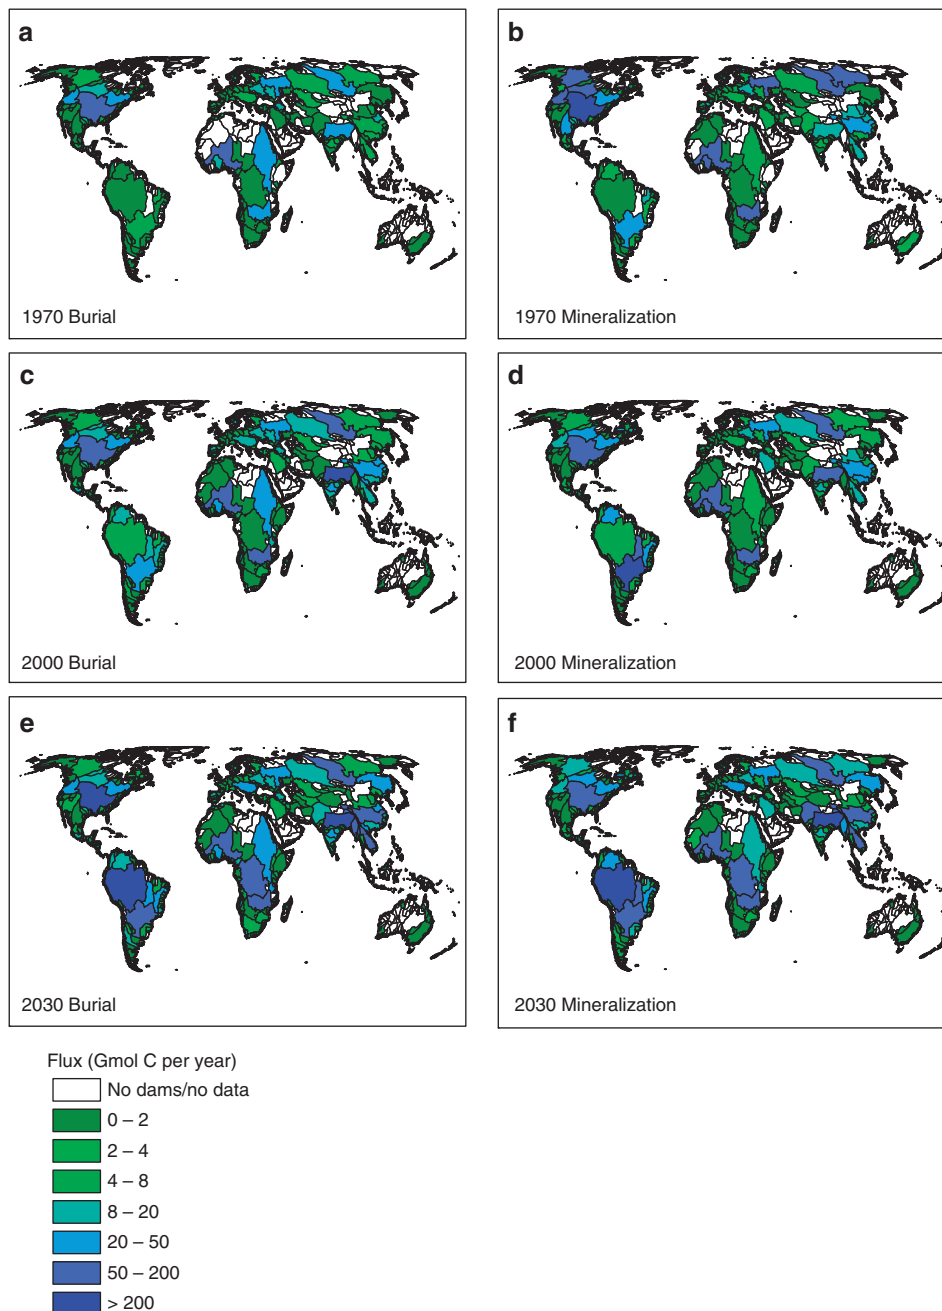 a
b
1970 Burial
1970 Mineralization
c
d
2000 Burial
2000 Mineralization
e
f
2030 Burial
2030 Mineralization
Flux (Gmol C per year)
No dams/no data
0 – 2
2 – 4
4 – 8
8 – 20
20 – 50
50 – 200
> 200